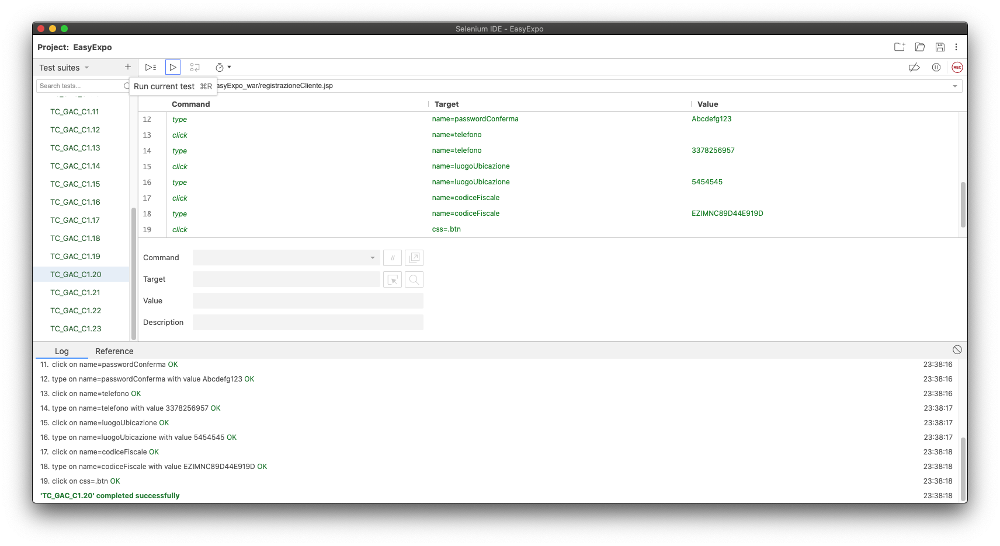 Selenium IDE - EasyExpo
Project: EasyExpo
Test suites
+
Run current test ⌘R
REC
Search tests...
asyExpo_war/registrazioneCliente.jsp
TC_GAC_C1.11
TC_GAC_C1.12
TC_GAC_C1.13
TC_GAC_C1.14
TC_GAC_C1.15
TC_GAC_C1.16
TC_GAC_C1.17
TC_GAC_C1.18
TC_GAC_C1.19
TC_GAC_C1.20
TC_GAC_C1.21
TC_GAC_C1.22
TC_GAC_C1.23
Command Target Value
12 type name=passwordConferma Abcdefg123
13 click name=telefono
14 type name=telefono 3378256957
15 click name=luogoUbicazione
16 type name=luogoUbicazione 5454545
17 click name=codiceFiscale
18 type name=codiceFiscale EZIMNC89D44E919D
19 click css=.btn
Command //
Target
Value
Description
Log Reference
11. click on name=passwordConferma OK 23:38:16
12. type on name=passwordConferma with value Abcdefg123 OK 23:38:16
13. click on name=telefono OK 23:38:16
14. type on name=telefono with value 3378256957 OK 23:38:17
15. click on name=luogoUbicazione OK 23:38:17
16. type on name=luogoUbicazione with value 5454545 OK 23:38:17
17. click on name=codiceFiscale OK 23:38:18
18. type on name=codiceFiscale with value EZIMNC89D44E919D OK 23:38:18
19. click on css=.btn OK 23:38:18
'TC_GAC_C1.20' completed successfully 23:38:18